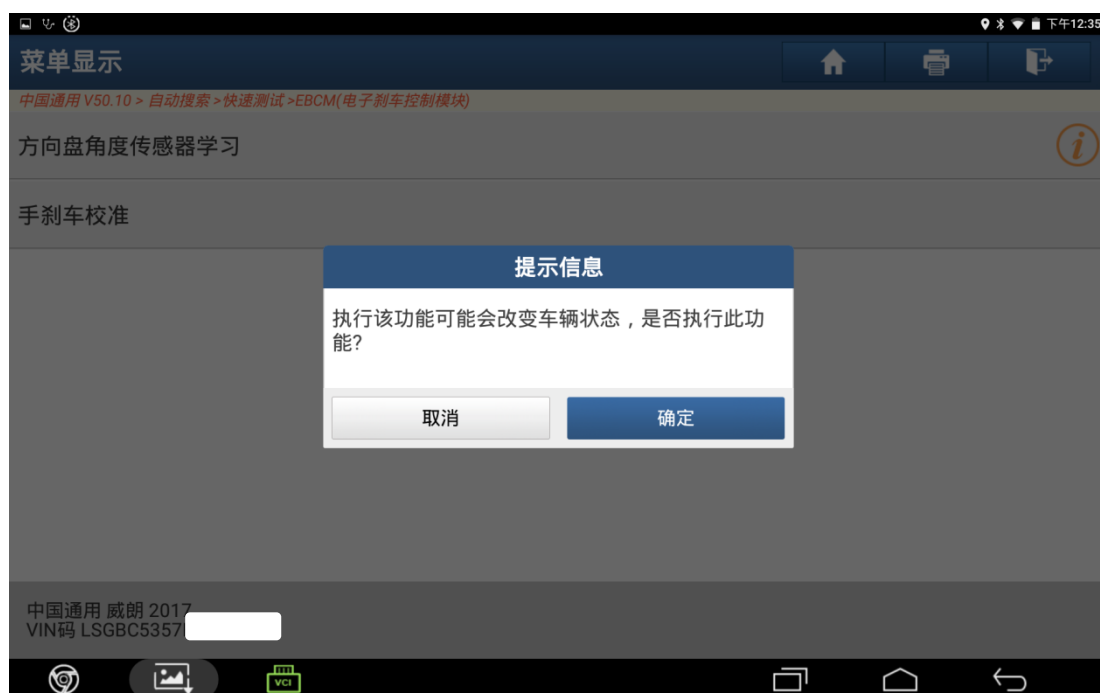 下午12:35
菜单显示
中国通用 V50.10 > 自动搜索 > 快速测试 >EBCM(电子刹车控制模块)
方向盘角度传感器学习
i
手刹车校准
提示信息
执行该功能可能会改变车辆状态，是否执行此功
能?
取消
确定
中国通用 威朗 2017
VIN码 LSGBC5357
VCI